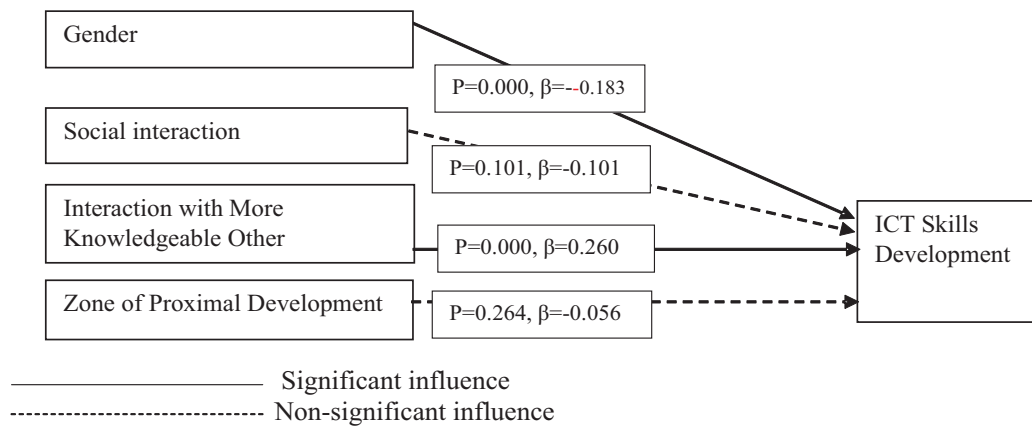 Gender
P=0.000, β=--0.183
Social interaction
P=0.101, β=-0.101
Interaction with More
Knowledgeable Other
P=0.000, β=0.260
ICT Skills
Development
Zone of Proximal Development
P=0.264, β=-0.056
Significant influence
Non-significant influence